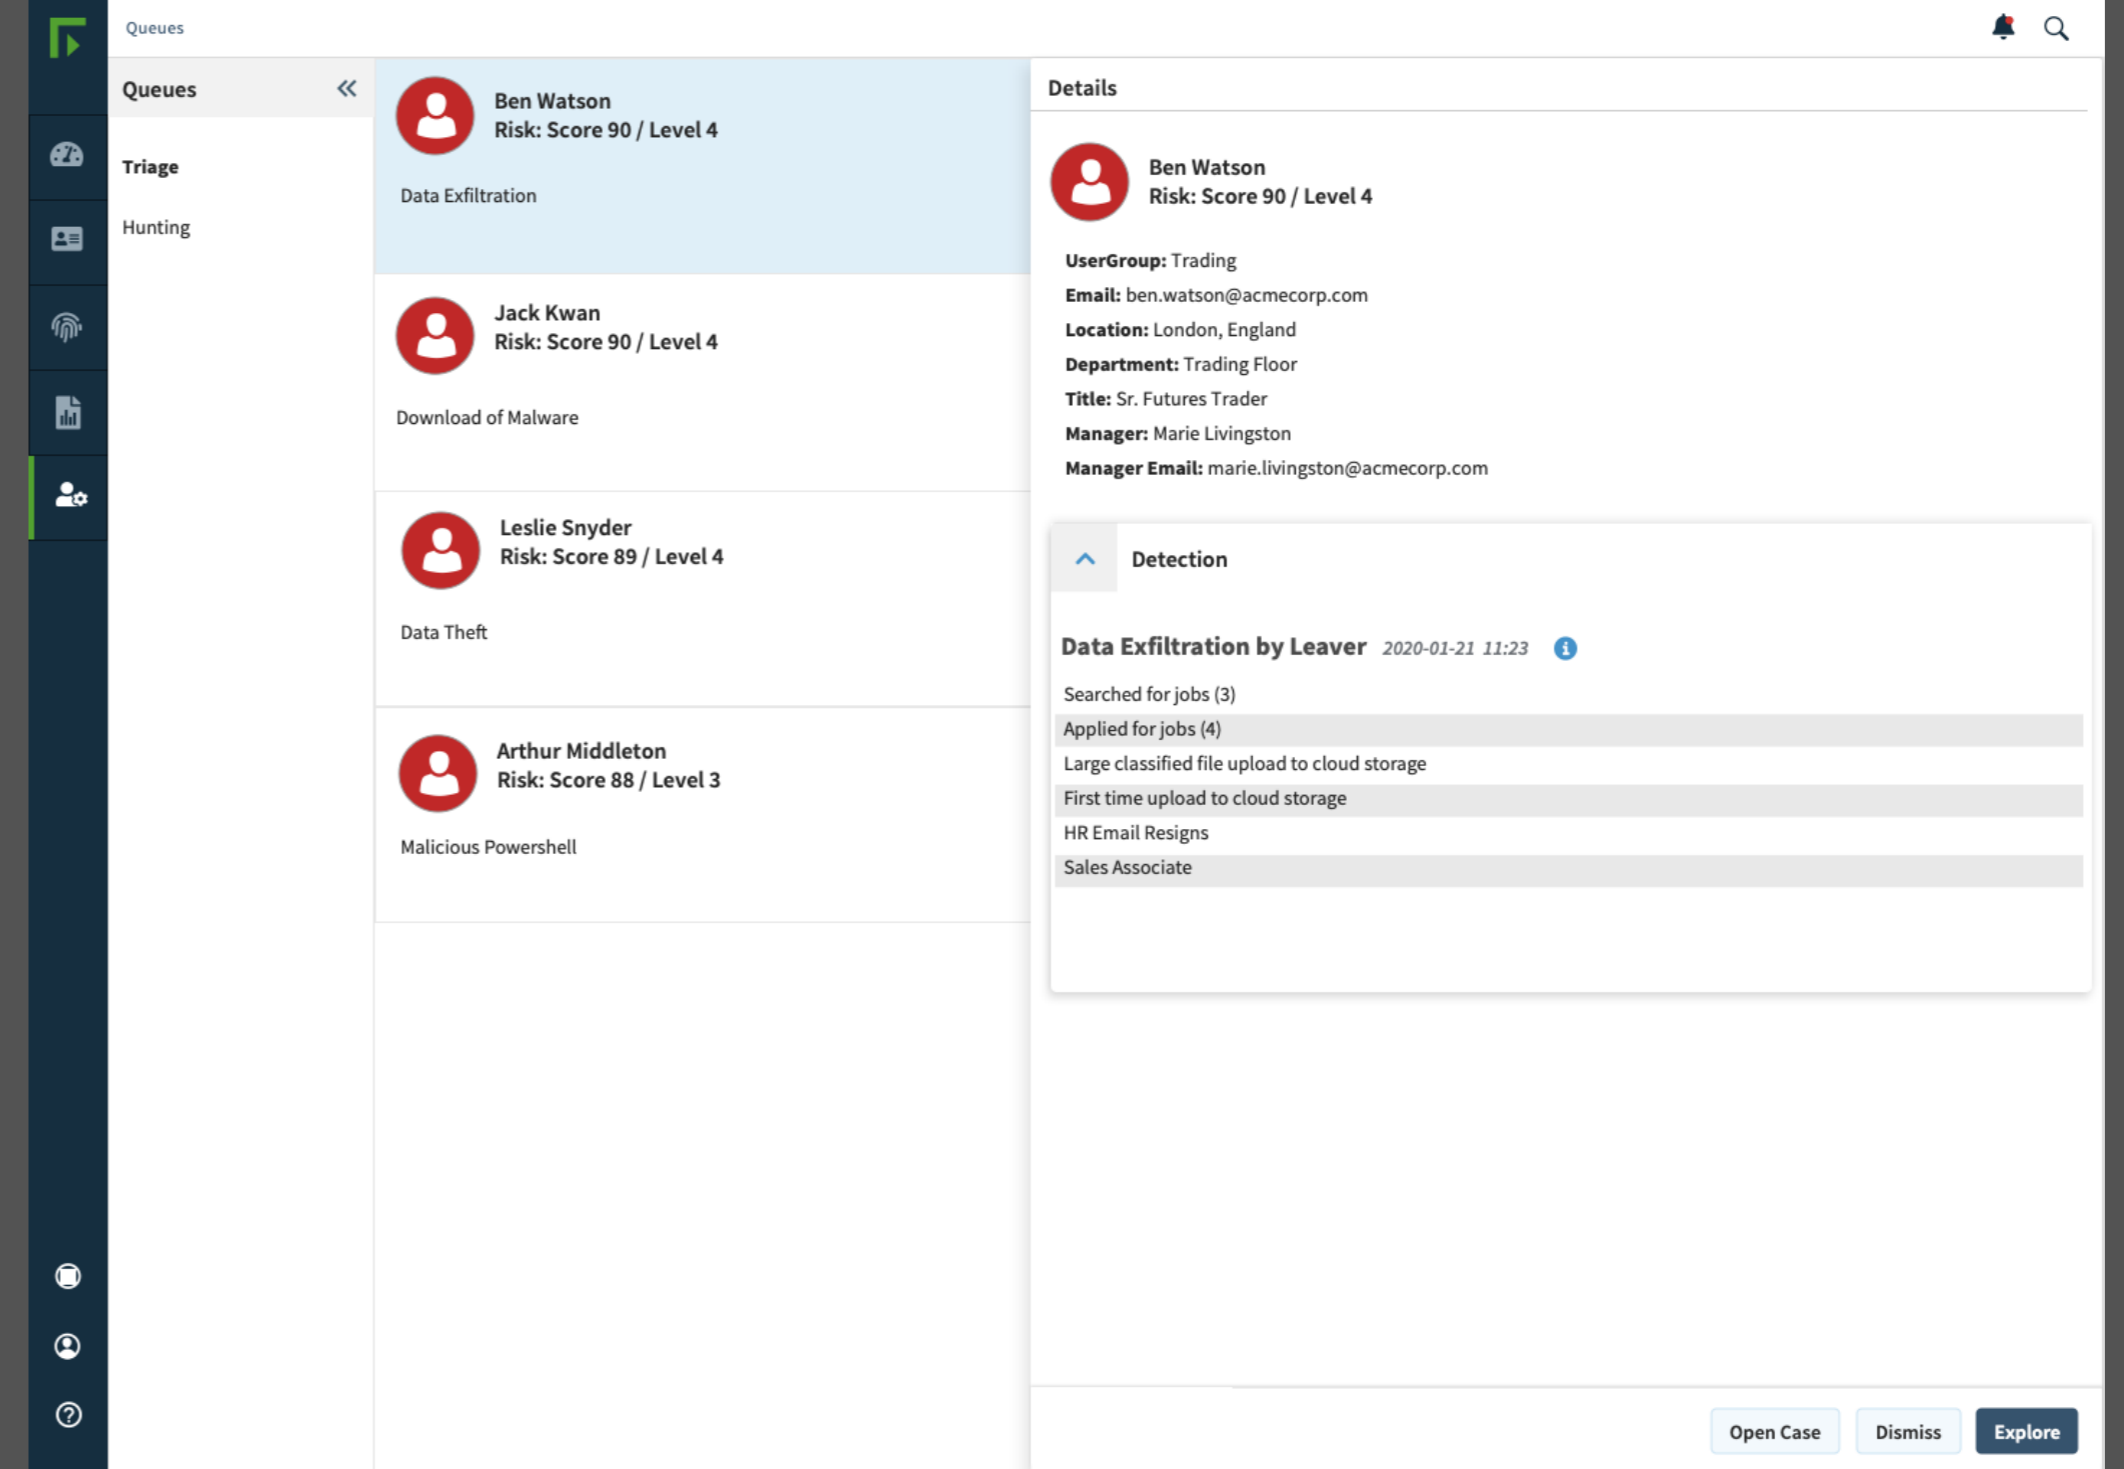 Queues
Queues
Triage
Hunting
Ben Watson
Risk: Score 90 / Level 4
Data Exfiltration
Jack Kwan
Risk: Score 90 / Level 4
Download of Malware
Leslie Snyder
Risk: Score 89 / Level 4
Data Theft
Arthur Middleton
Risk: Score 88 / Level 3
Malicious Powershell
Details
Ben Watson
Risk: Score 90 / Level 4
UserGroup: Trading
Email: ben.watson@acmecorp.com
Location: London, England
Department: Trading Floor
Title: Sr. Futures Trader
Manager: Marie Livingston
Manager Email: marie.livingston@acmecorp.com
Detection
Data Exfiltration by Leaver 2020-01-21 11:23
Searched for jobs (3)
Applied for jobs (4)
Large classified file upload to cloud storage
First time upload to cloud storage
HR Email Resigns
Sales Associate
Open Case
Dismiss
Explore